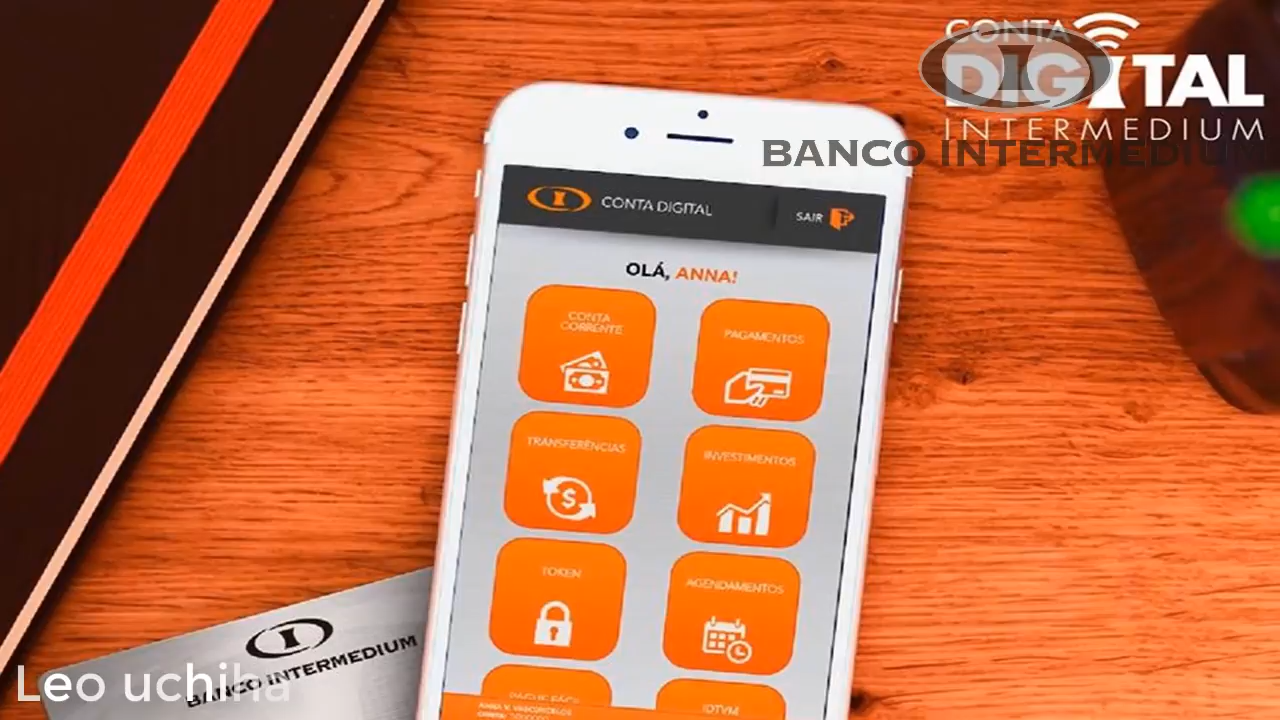 CONTA
DIGITAL
INTERMEDIUM
BANCO INTERMEDIUM
CONTA DIGITAL
SAIR
OLÁ, ANNA!
CONTA
CORRENTE
PAGAMENTOS
TRANSFERÊNCIAS
INVESTIMENTOS
TOKEN
AGENDAMENTOS
IDTVM
BANCO INTERMEDIUM
Leo uchiha